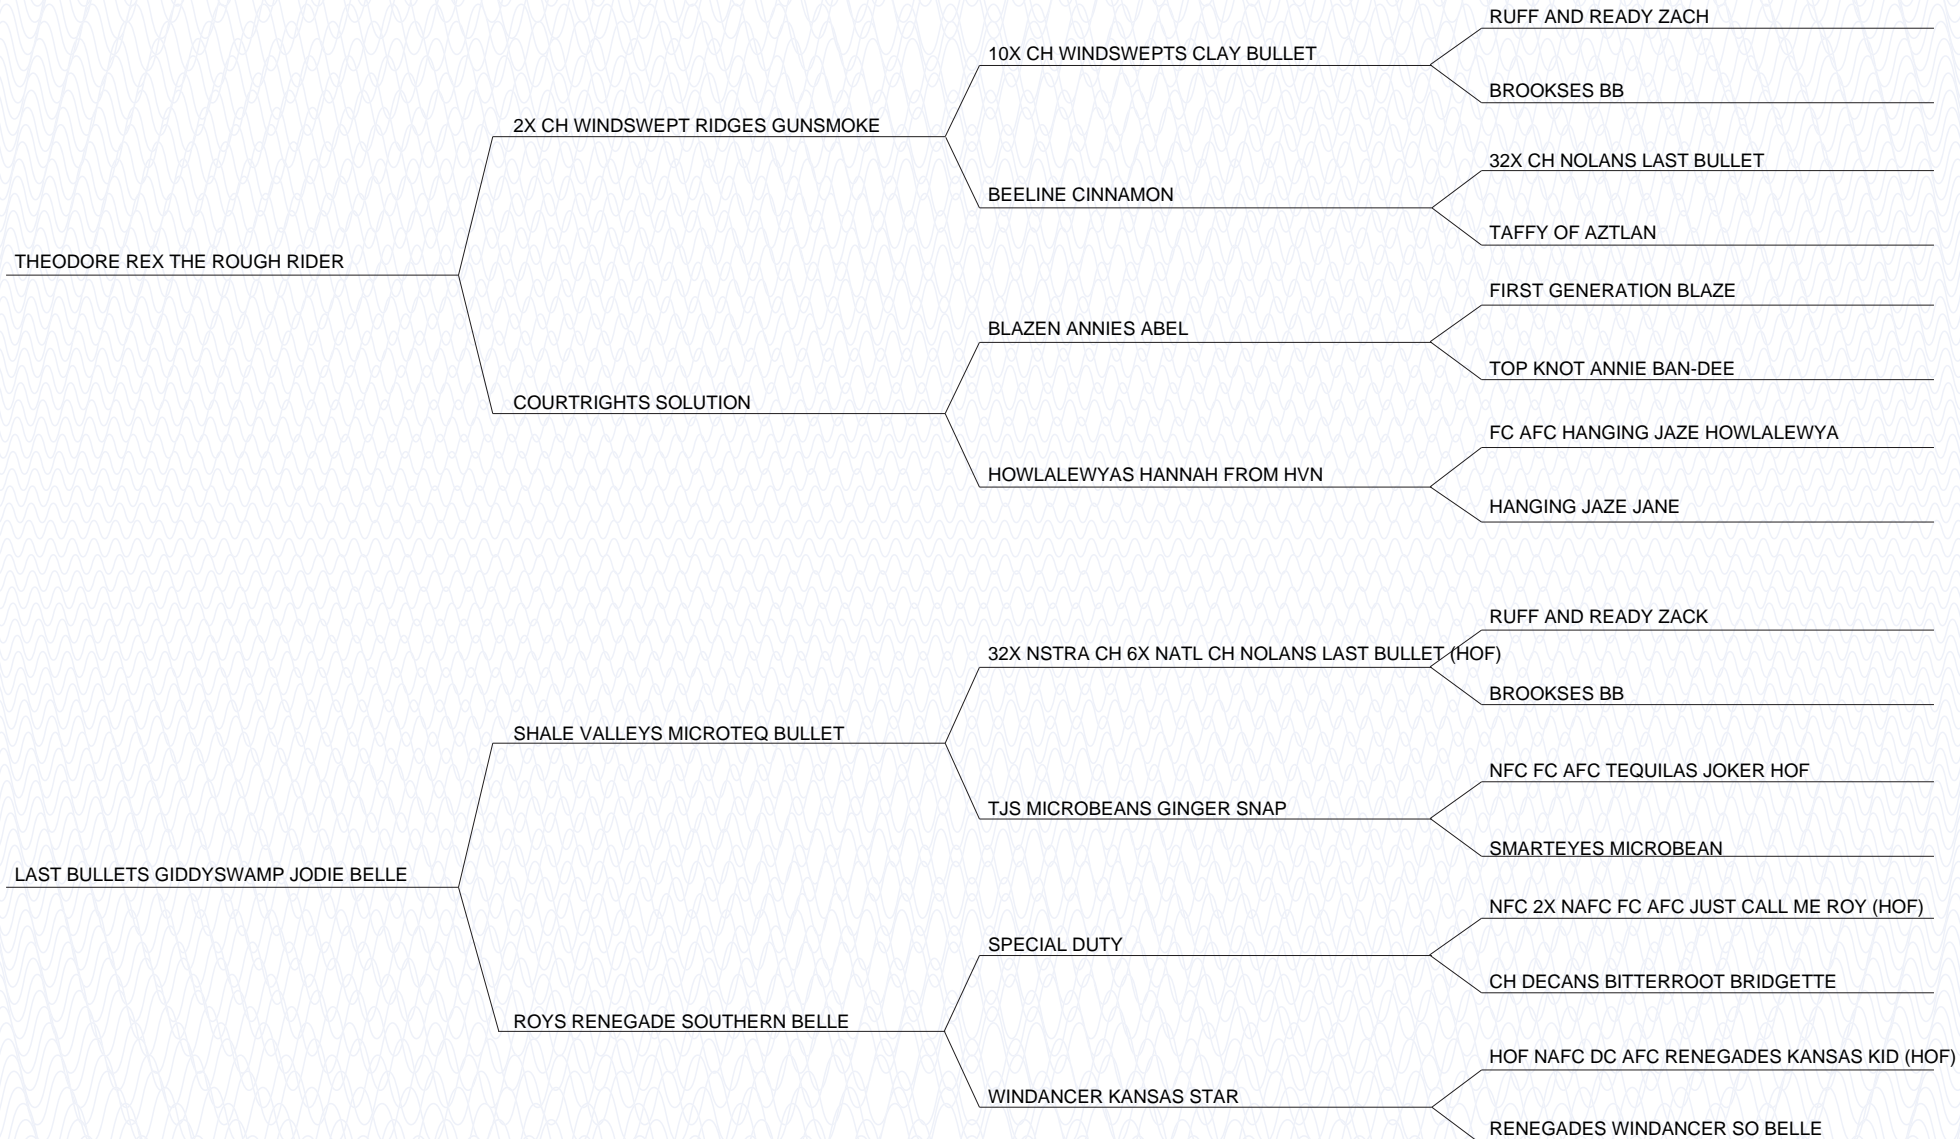 RUFF AND READY ZACH
10X CH WINDSWEPTS CLAY BULLET
BROOKSES BB
2X CH WINDSWEPT RIDGES GUNSMOKE
32X CH NOLANS LAST BULLET
BEELINE CINNAMON
TAFFY OF AZTLAN
THEODORE REX THE ROUGH RIDER
FIRST GENERATION BLAZE
BLAZEN ANNIES ABEL
TOP KNOT ANNIE BAN-DEE
COURTRIGHTS SOLUTION
FC AFC HANGING JAZE HOWLALEWYA
HOWLALEWYAS HANNAH FROM HVN
HANGING JAZE JANE
RUFF AND READY ZACK
32X NSTRA CH 6X NATL CH NOLANS LAST BULLET (HOF)
BROOKSES BB
SHALE VALLEYS MICROTEQ BULLET
NFC FC AFC TEQUILAS JOKER HOF
TJS MICROBEANS GINGER SNAP
SMARTEYES MICROBEAN
LAST BULLETS GIDDYSWAMP JODIE BELLE
NFC 2X NAFC FC AFC JUST CALL ME ROY (HOF)
SPECIAL DUTY
CH DECANS BITTERROOT BRIDGETTE
ROYS RENEGADE SOUTHERN BELLE
HOF NAFC DC AFC RENEGADES KANSAS KID (HOF)
WINDANCER KANSAS STAR
RENEGADES WINDANCER SO BELLE